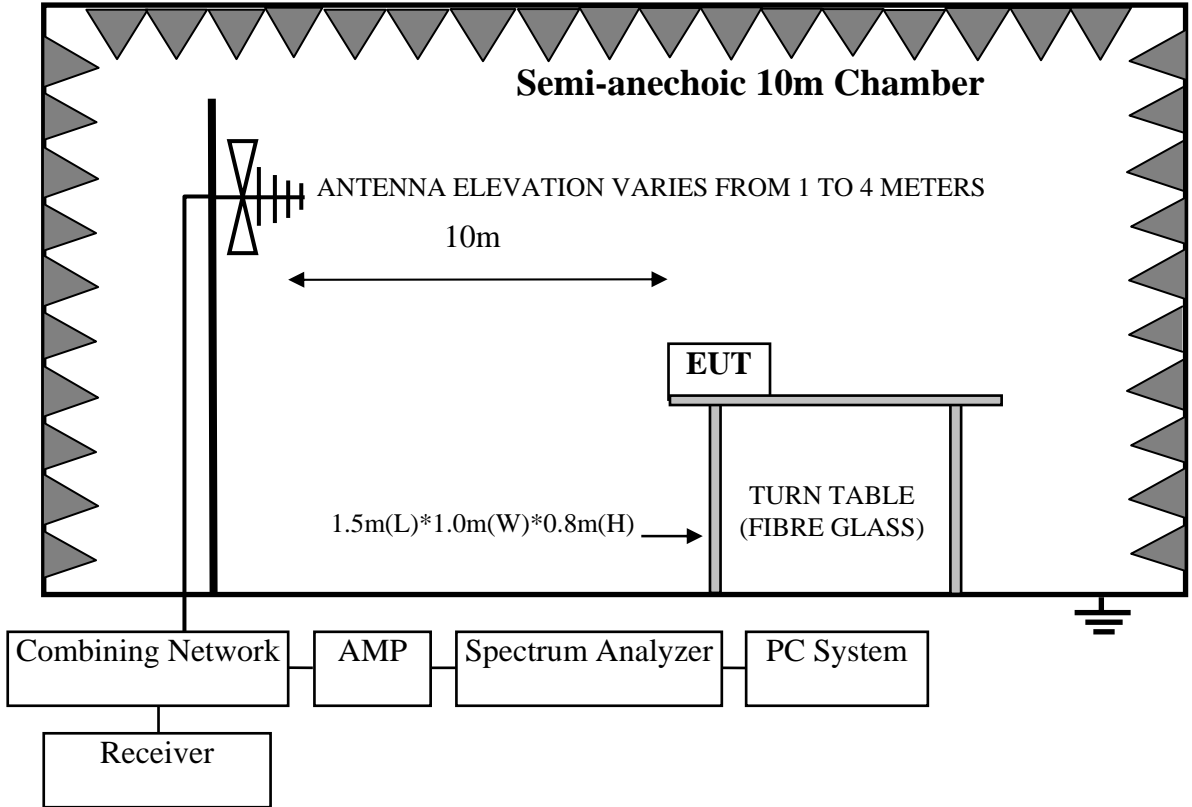 Semi-anechoic 10m Chamber
ANTENNA ELEVATION VARIES FROM 1 TO 4 METERS
10m
EUT
TURN TABLE
(FIBRE GLASS)
1.5m(L)*1.0m(W)*0.8m(H)
Combining Network
AMP
Spectrum Analyzer
PC System
Receiver